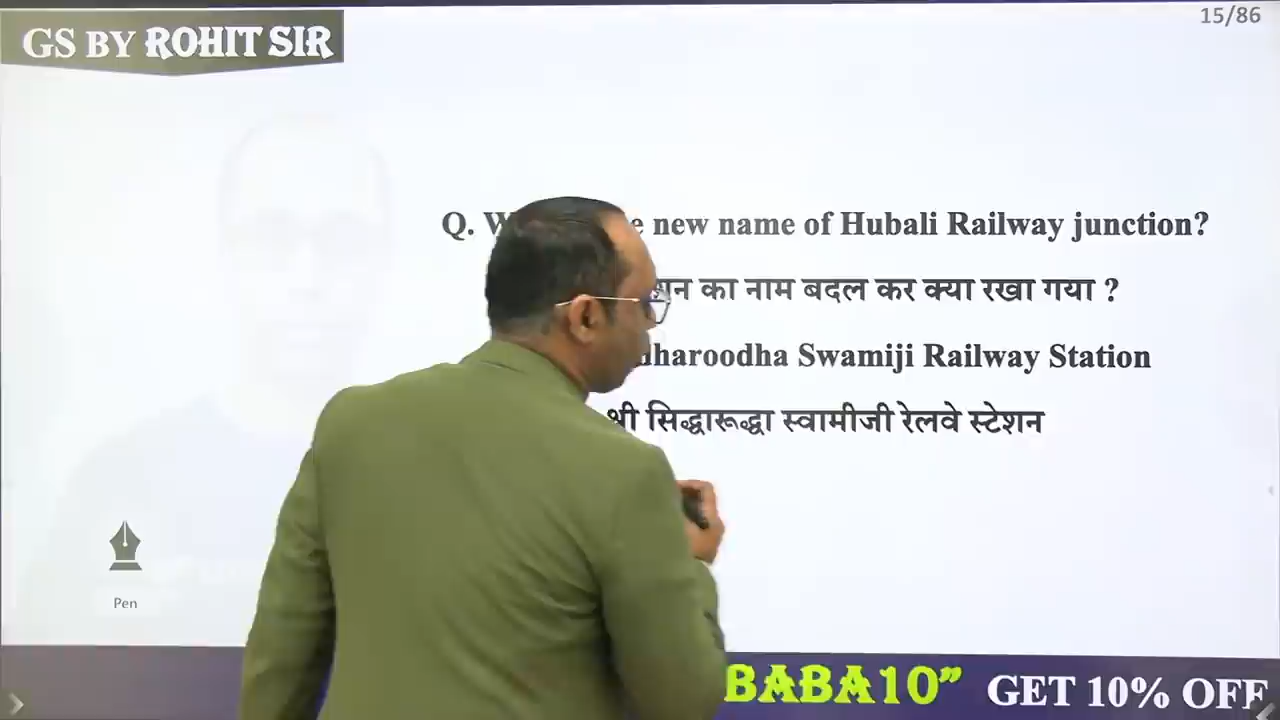 GS BY ROHIT SIR
15/86
Q. new name of Hubali Railway junction?
का नाम बदल कर क्या रखा गया ?
Swamiji Railway Station
सिद्धारूद्धा स्वामीजी रेलवे स्टेशन
Pen
BABA10” GET 10% OFF